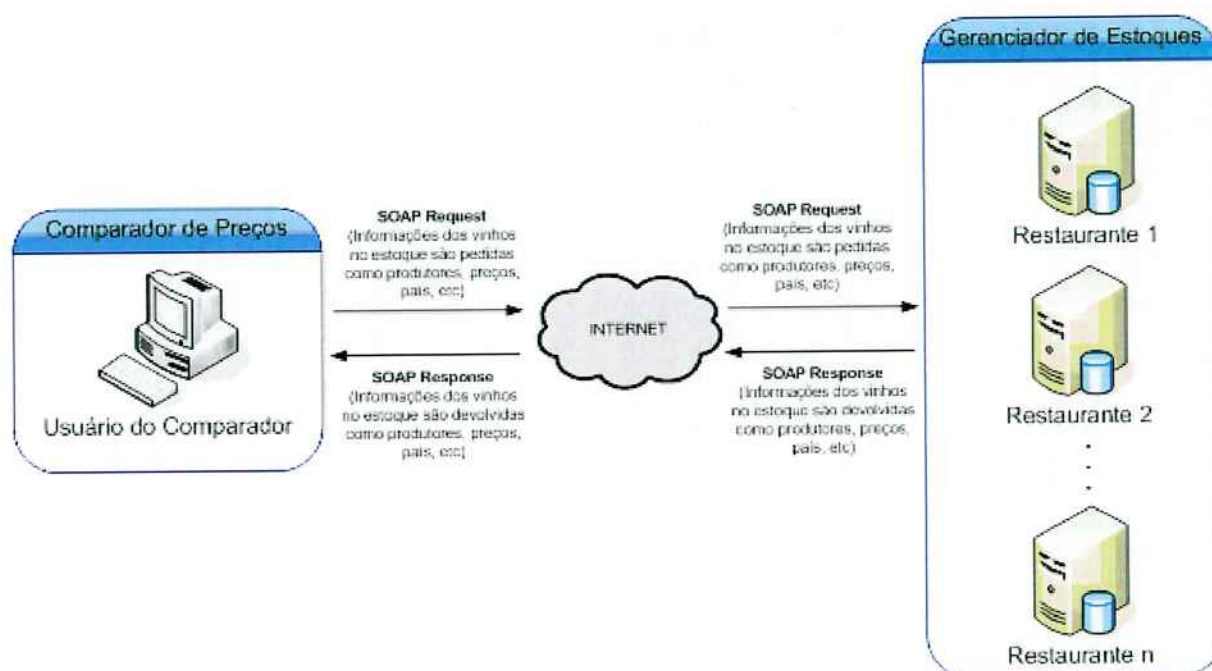 Comparador de Preços
Usuário do Comparador
SOAP Request
(Informações dos vinhos
no estoque são pedidas
como produtores, preços,
país, etc)
SOAP Response
(Informações dos vinhos
no estoque são devolvidas
como produtores, preços,
país, etc)
INTERNET
SOAP Request
(Informações dos vinhos
no estoque são pedidas
como produtores, preços,
país, etc)
SOAP Response
(Informações dos vinhos
no estoque são devolvidas
como produtores, preços,
país, etc)
Gerenciador de Estoques
Restaurante 1
Restaurante 2
Restaurante n